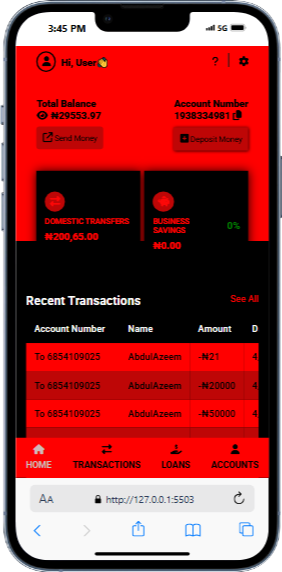 3:45 PM
5G
Hi, User👏
?
Total Balance
Account Number
₦29553.97
1938334981
Send Money
Deposit Money
DOMESTIC TRANSFERS
₦200,65.00
BUSINESS
SAVINGS
0%
₦0.00
Recent Transactions
See All
Account Number Name Amount D
To 6854109025 AbdulAzeem -₦21 4
To 6854109025 AbdulAzeem -₦20000 4
To 6854109025 AbdulAzeem -₦50000 4
HOME TRANSACTIONS LOANS ACCOUNTS
AA
http://127.0.0.1:5503